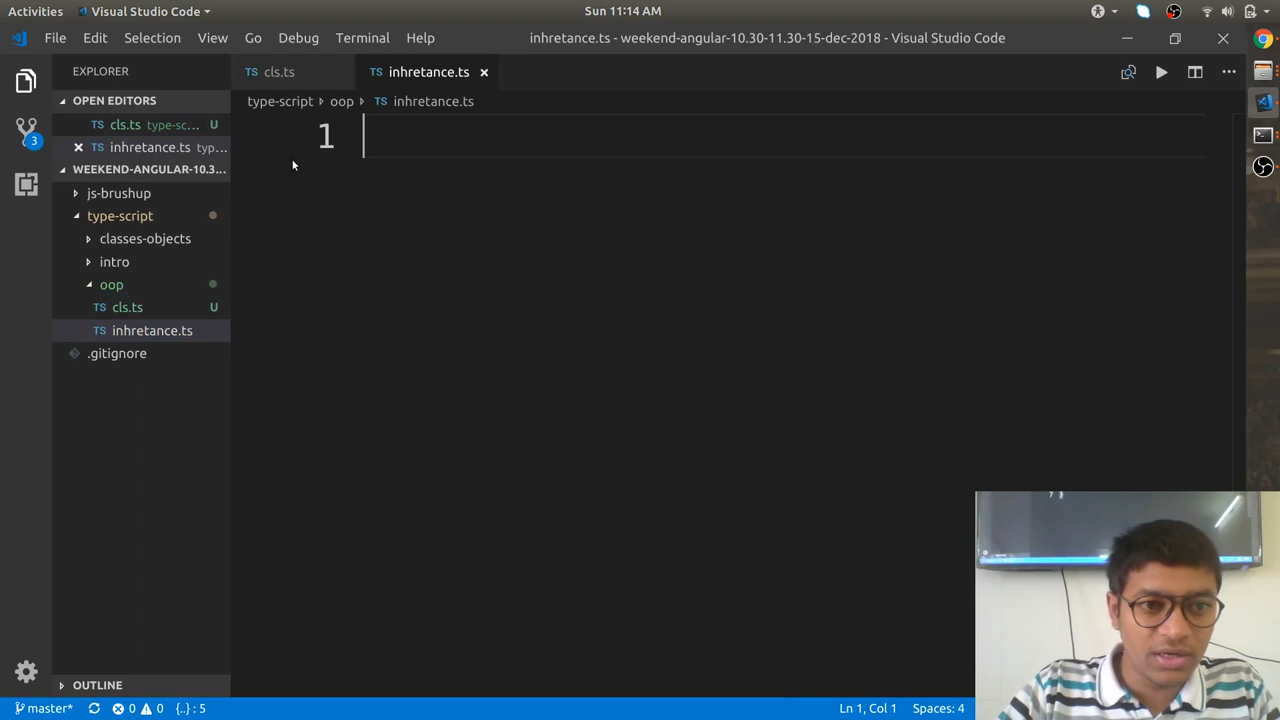 Activities Visual Studio Code Sun 11:14 AM
File Edit Selection View Go Debug Terminal Help inhretance.ts - weekend-angular-10.30-11.30-15-dec-2018 - Visual Studio Code
EXPLORER cls.ts TS inhretance.ts
OPEN EDITORS type-script oop TS inhretance.ts
TS cls.ts type-sc... U
TS inhretance.ts typ...
WEEKEND-ANGULAR-10.3...
js-brushup
type-script
classes-objects
intro
oop
TS cls.ts U
TS inhretance.ts
.gitignore
OUTLINE
3
1
TS
master* 0 0 {..}: 5 Ln 1, Col 1 Spaces: 4